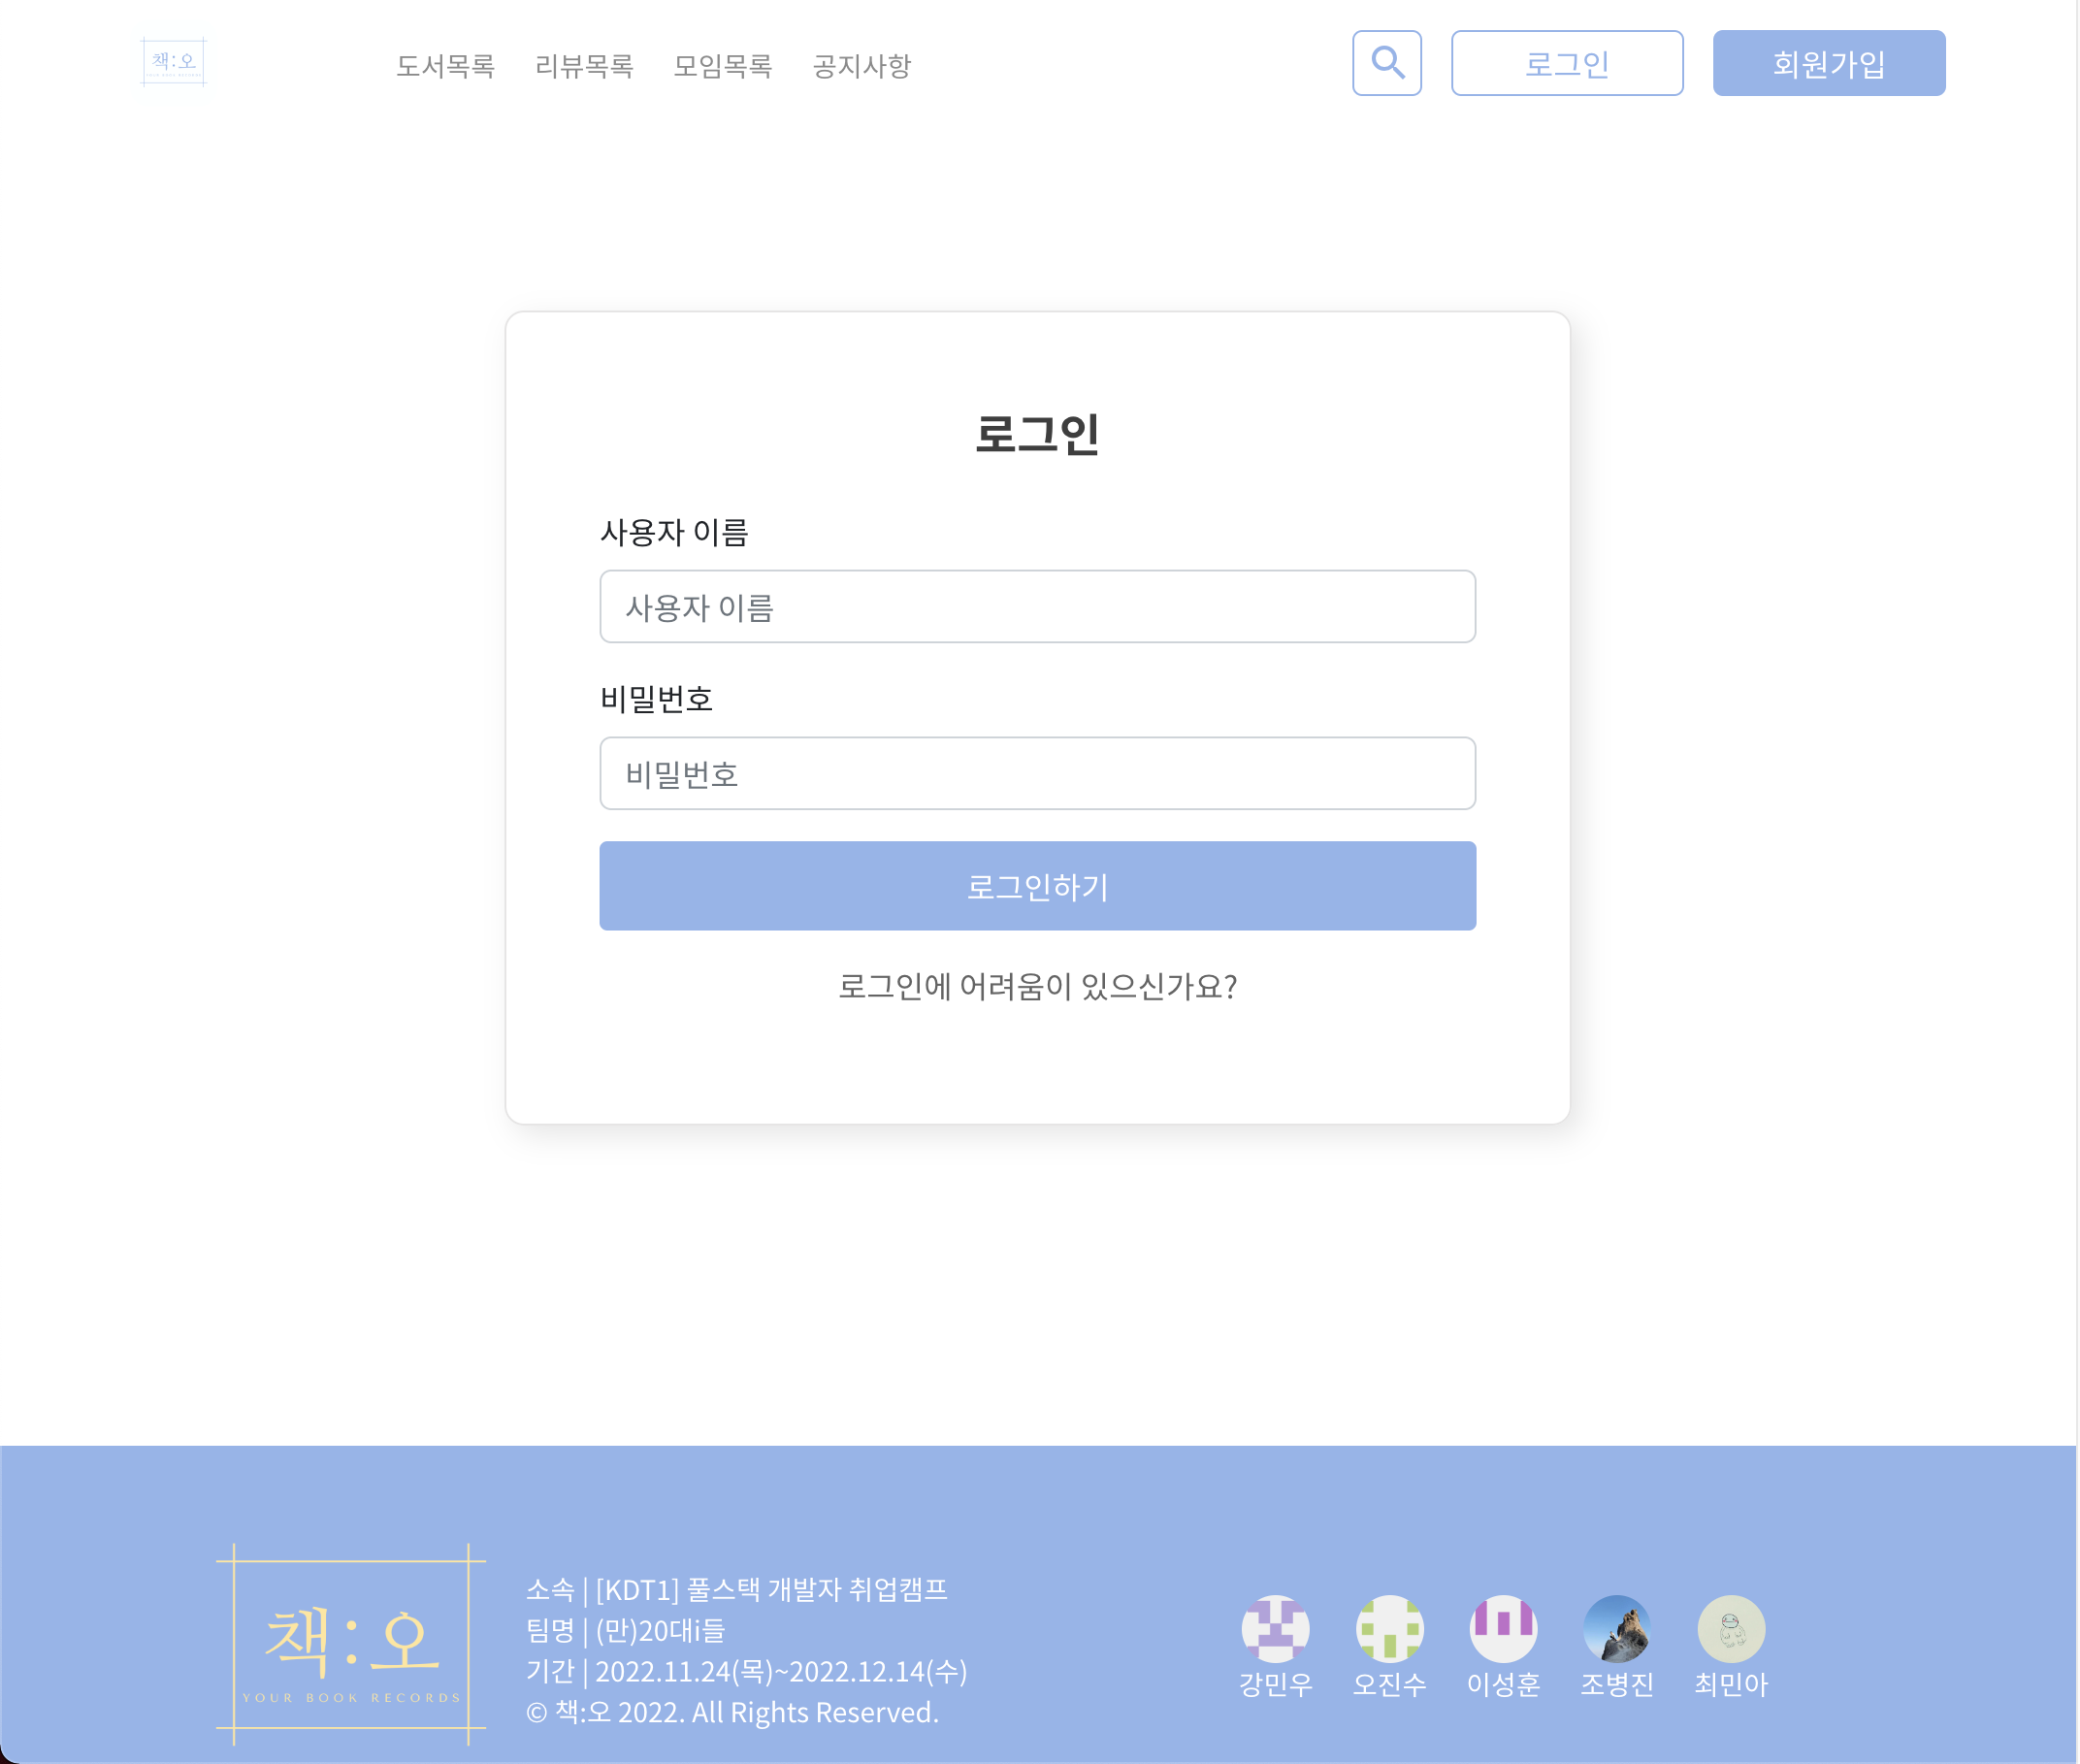 책:오
YOUR BOOK RECORDS
도서목록 리뷰목록 모임목록 공지사항
로그인
회원가입
로그인
사용자 이름
사용자 이름
비밀번호
비밀번호
로그인하기
로그인에 어려움이 있으신가요?
책:오
YOUR BOOK RECORDS
소속 | [KDT1] 풀스택 개발자 취업캠프
팀명 | (만)20대i들
기간 | 2022.11.24(목)~2022.12.14(수)
© 책:오 2022. All Rights Reserved.
강민우 오진수 이성훈 조병진 최민아